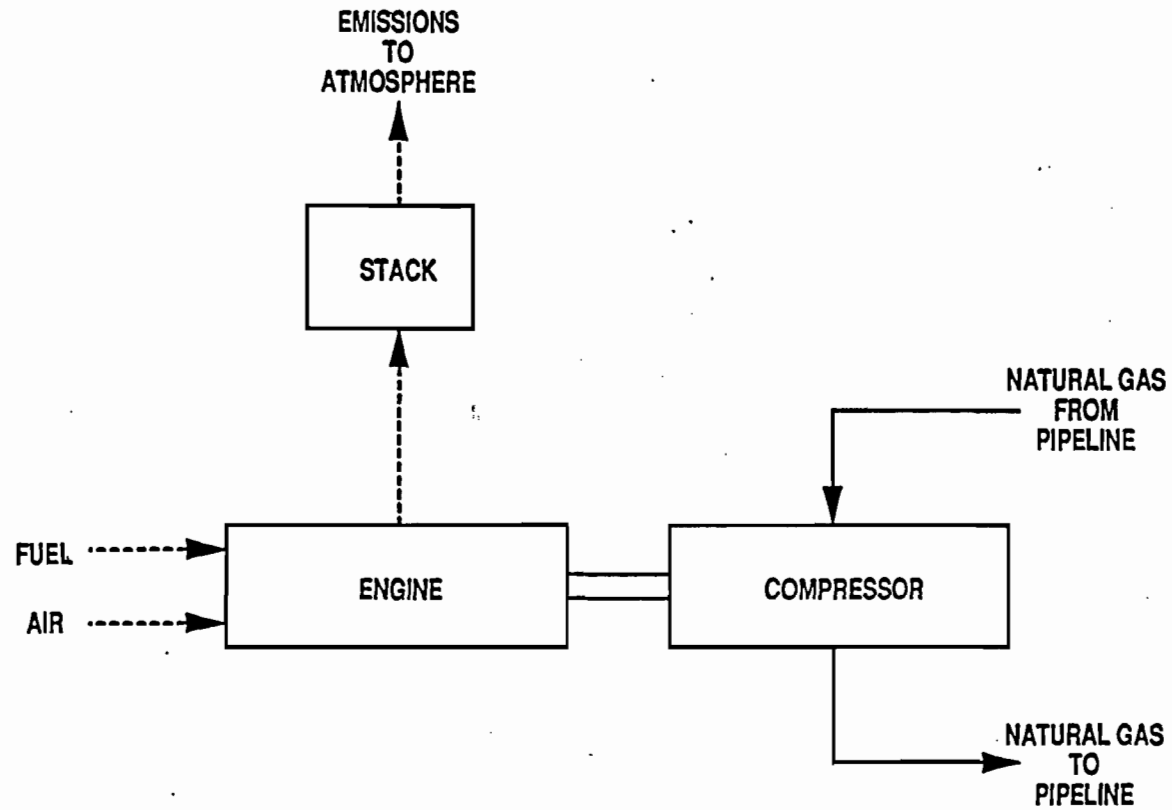 EMISSIONS
TO
ATMOSPHERE
STACK
NATURAL GAS
FROM
PIPELINE
FUEL
ENGINE
COMPRESSOR
AIR
NATURAL GAS
TO
PIPELINE